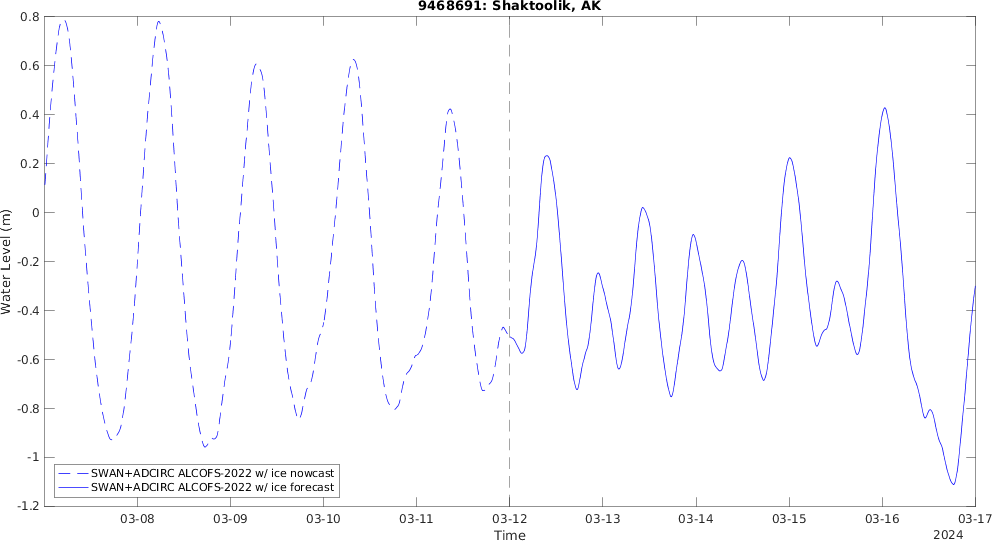 9468691: Shaktoolik, AK
Water Level (m)
0.8
0.6
0.4
0.2
0
-0.2
-0.4
-0.6
-0.8
-1
-1.2
SWAN+ADCIRC ALCOFS-2022 w/ ice nowcast
SWAN+ADCIRC ALCOFS-2022 w/ ice forecast
03-08 03-09 03-10 03-11 03-12 03-13 03-14 03-15 03-16 03-17
Time
2024